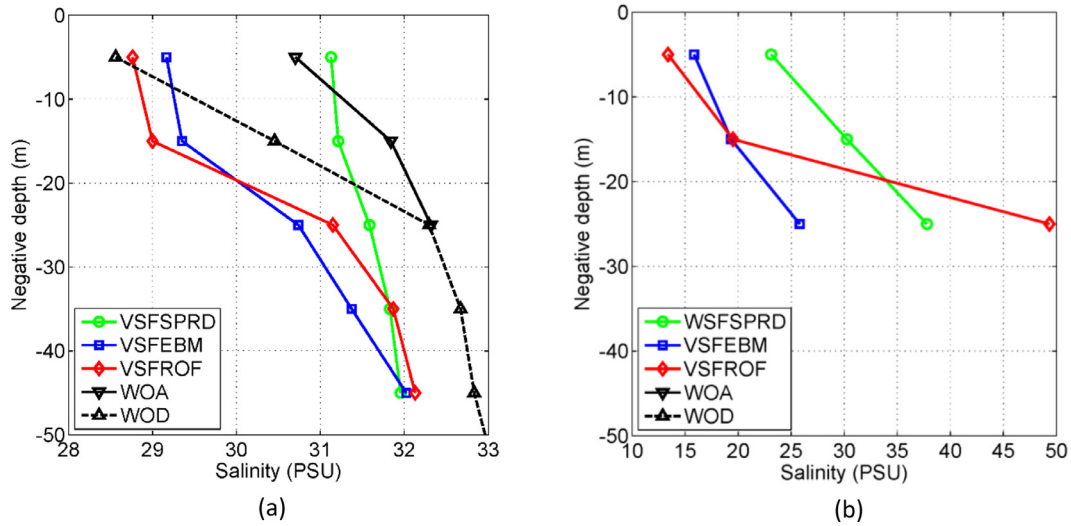 0
-10
-20
-30
-40
-50
Negative depth (m)
VSFSPRD
VSFEBM
VSFROF
WOA
WOD
28 29 30 31 32 33
Salinity (PSU)
(a)
0
-10
-20
-30
-40
-50
Negative depth (m)
WSFSPRD
VSFEBM
VSFROF
WOA
WOD
10 15 20 25 30 35 40 45 50
Salinity (PSU)
(b)